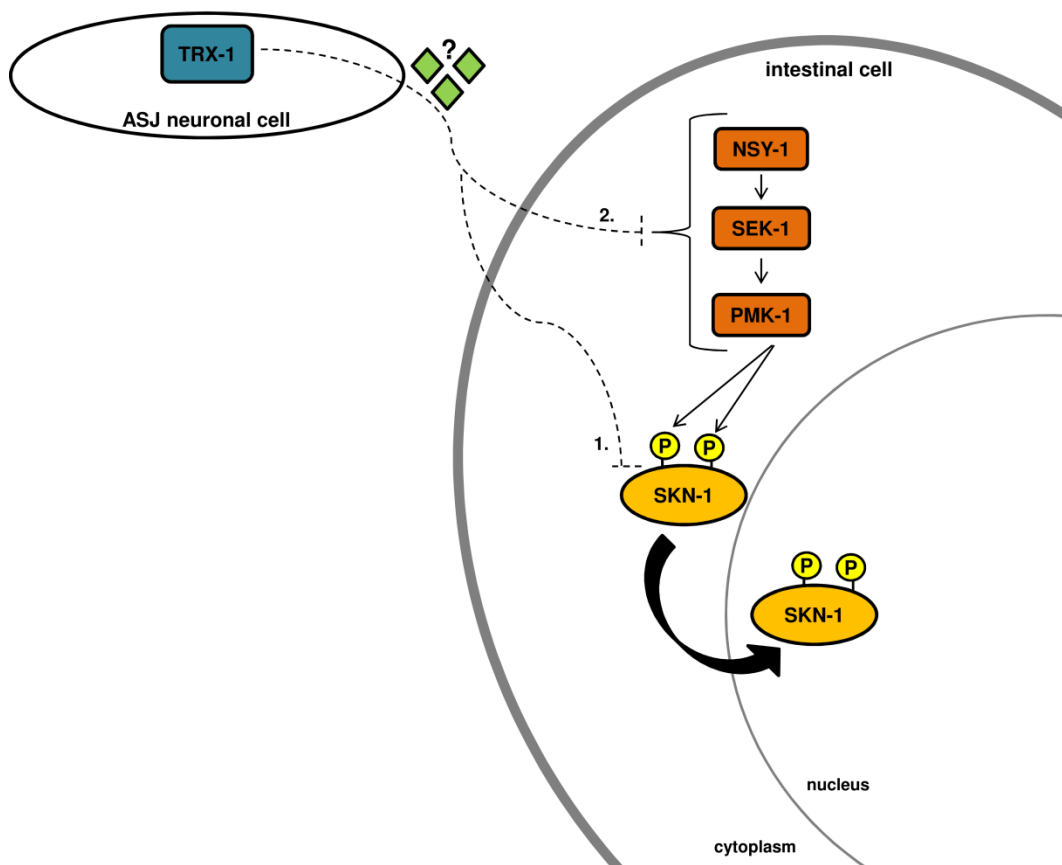 TRX-1
?
ASJ neuronal cell
intestinal cell
NSY-1
2.
SEK-1
PMK-1
1.
P
P
SKN-1
P
P
SKN-1
nucleus
cytoplasm